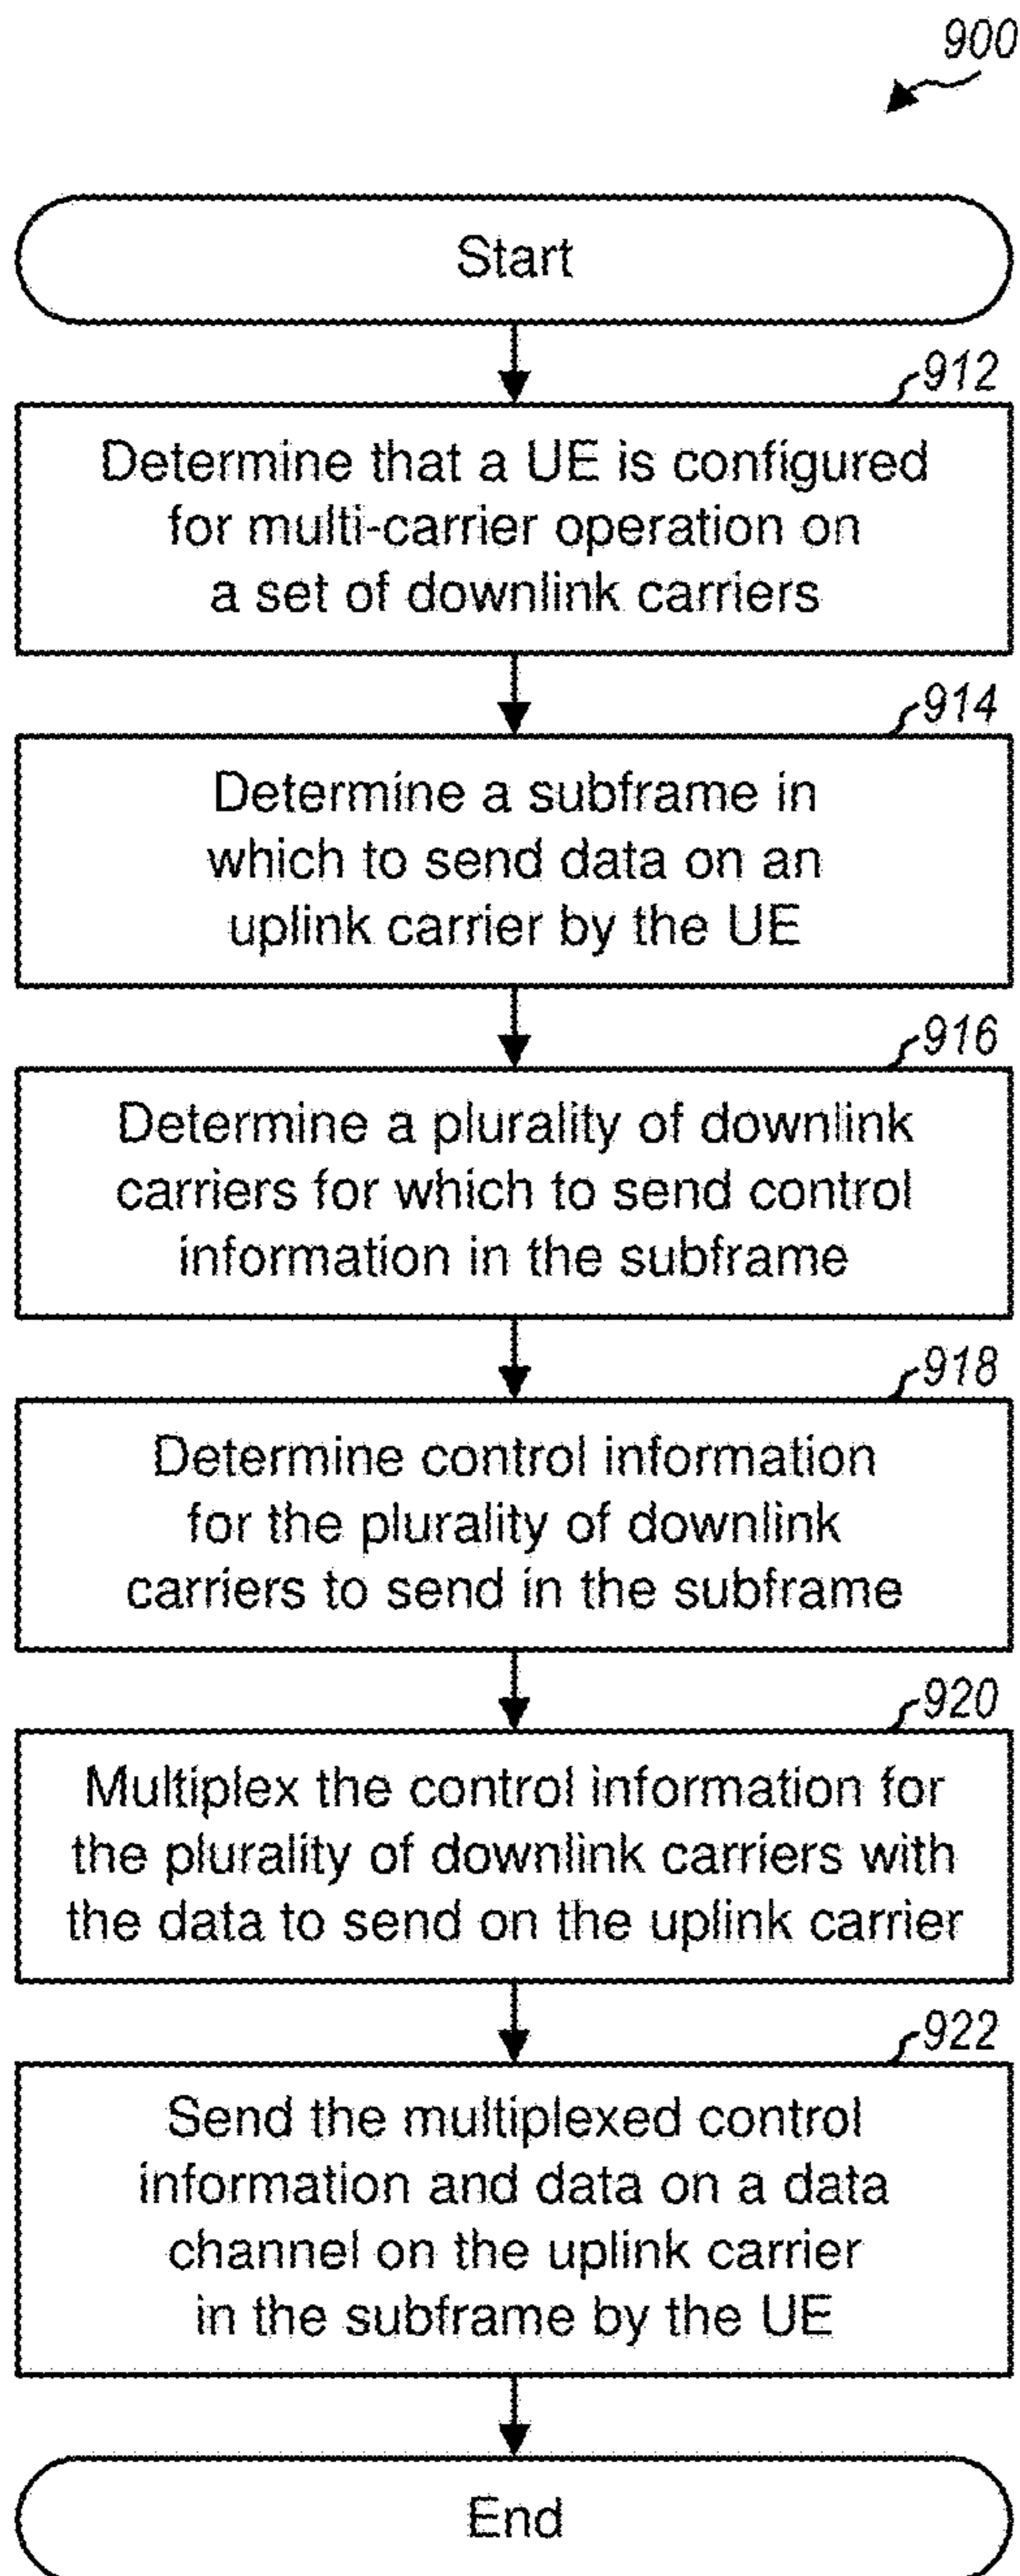 900
Start
912
Determine that a UE is configured
for multi-carrier operation on
a set of downlink carriers
914
Determine a subframe in
which to send data on an
uplink carrier by the UE
916
Determine a plurality of downlink
carriers for which to send control
information in the subframe
918
Determine control information
for the plurality of downlink
carriers to send in the subframe
920
Multiplex the control information for
the plurality of downlink carriers with
the data to send on the uplink carrier
922
Send the multiplexed control
information and data on a data
channel on the uplink carrier
in the subframe by the UE
End